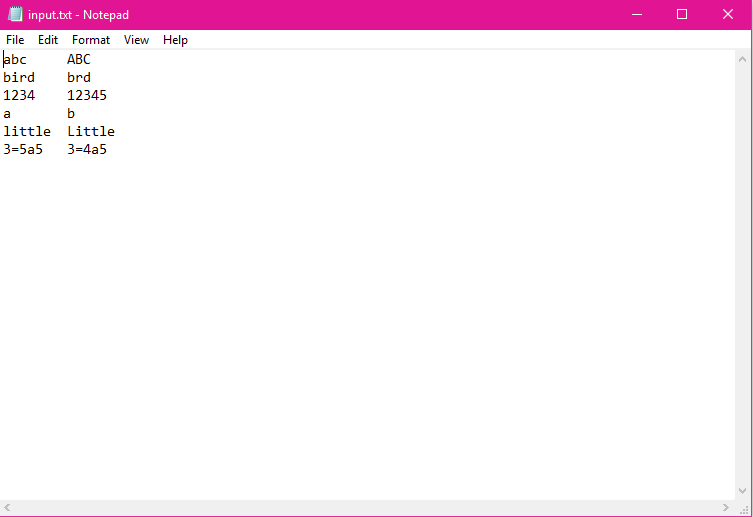 input.txt - Notepad
File Edit Format View Help
abc ABC
bird brd
1234 12345
a b
little Little
3=5a5 3=4a5